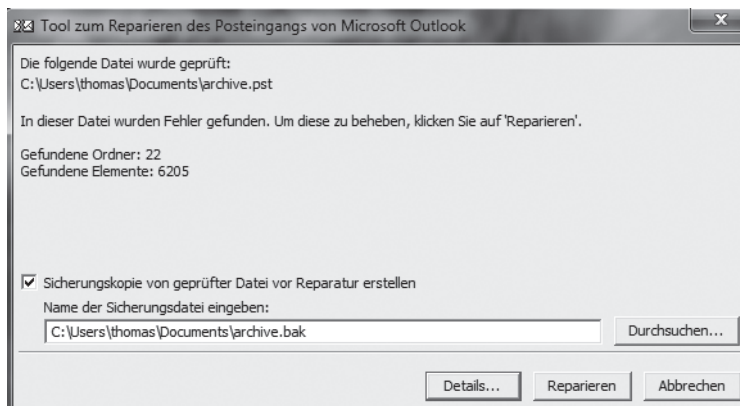 Tool zum Reparieren des Posteingangs von Microsoft Outlook
Die folgende Datei wurde geprüft:
C:\Users\thomas\Documents\archive.pst
In dieser Datei wurden Fehler gefunden. Um diese zu beheben, klicken Sie auf 'Reparieren'.
Gefundene Ordner: 22
Gefundene Elemente: 6205
Sicherungskopie von geprüfter Datei vor Reparatur erstellen
Name der Sicherungsdatei eingeben:
C:\Users\thomas\Documents\archive.bak
Durchsuchen...
Details...
Reparieren
Abbrechen